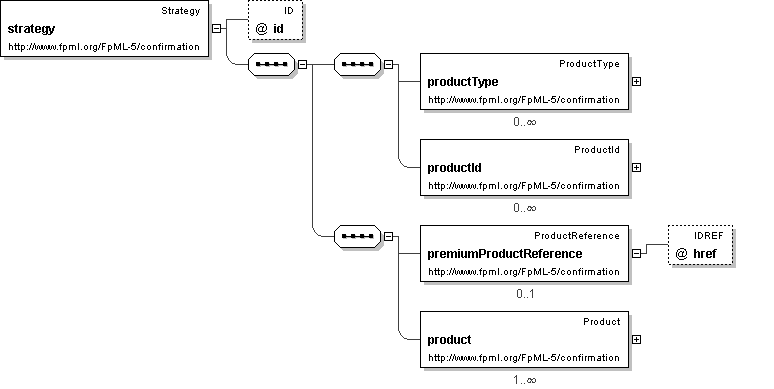 Strategy
strategy
http://www.fpml.org/FpML-5/confirmation
ID
@ id
ProductType
productType
http://www.fpml.org/FpML-5/confirmation
0..∞
ProductId
productId
http://www.fpml.org/FpML-5/confirmation
0..∞
ProductReference
premiumProductReference
http://www.fpml.org/FpML-5/confirmation
0..1
IDREF
@ href
Product
product
http://www.fpml.org/FpML-5/confirmation
1..∞